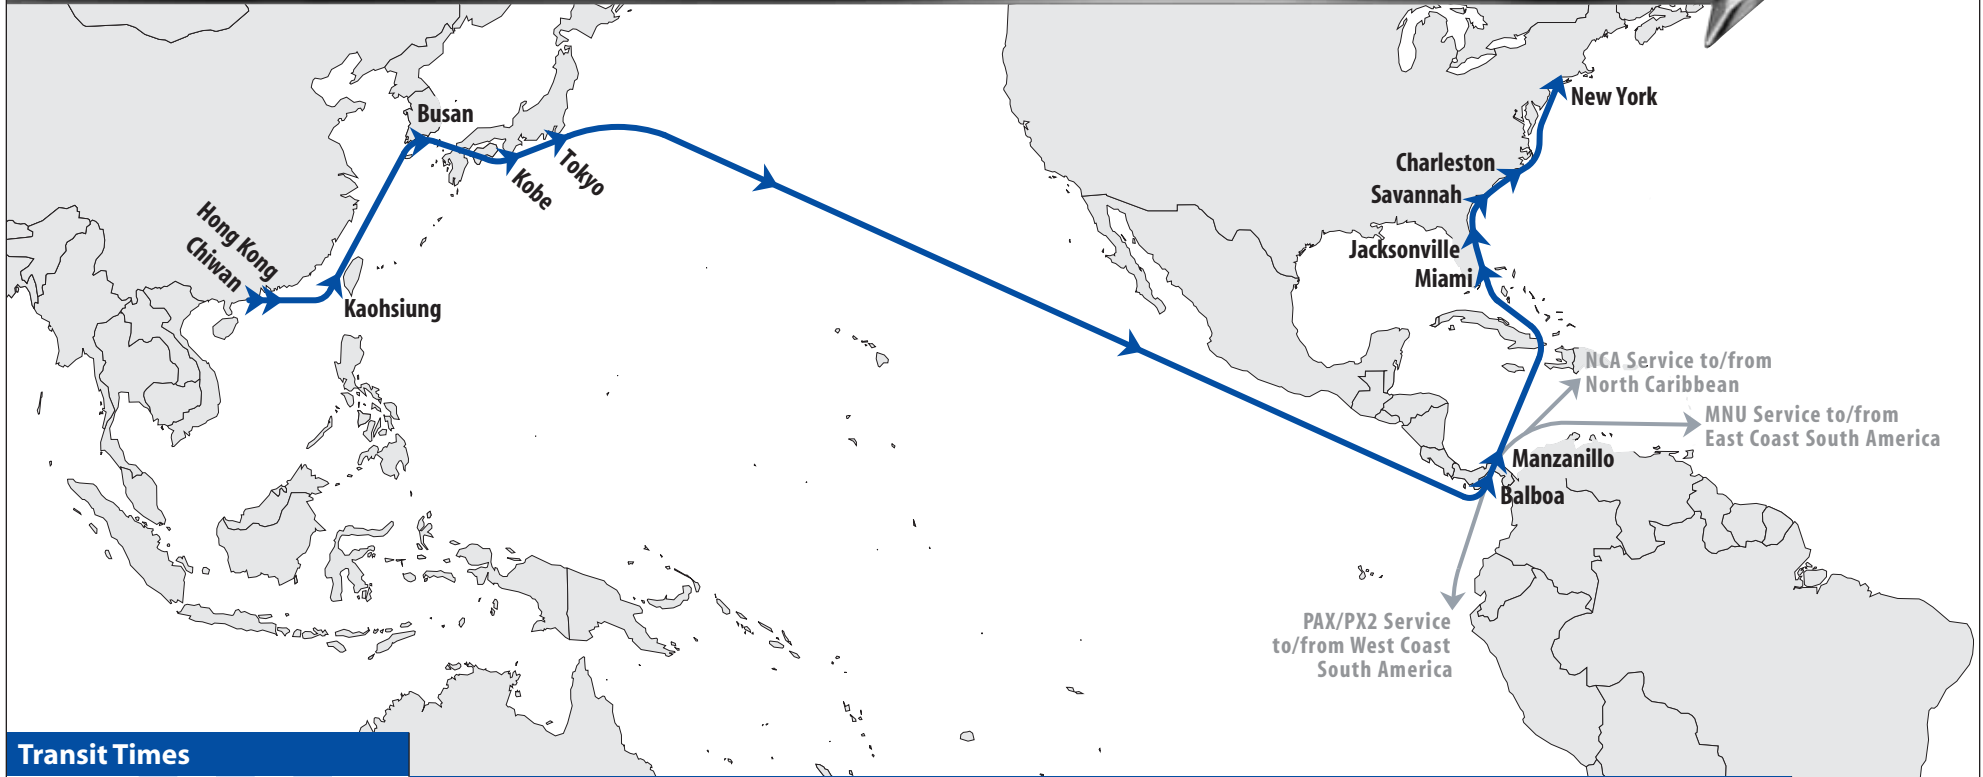 New York
Busan
Charleston
Tokyo
Kobe
Savannah
Hong Kong
Chiwan
Jacksonville
Miami
Kaohsiung
NCA Service to/from
North Caribbean
MNU Service to/from
East Coast South America
Manzanillo
Balboa
PAX/PX2 Service
to/from West Coast
South America
Transit Times